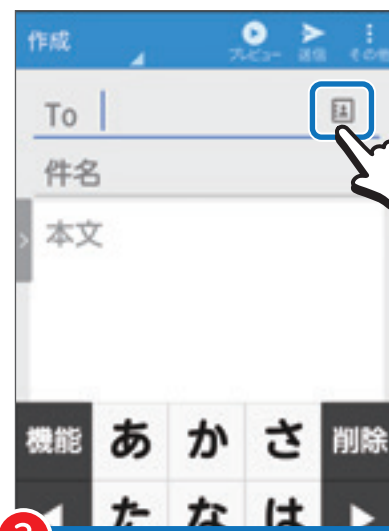 作成
プレビュー 送信 その他
To
件名
本文
機能 あ か さ 削除
た な は